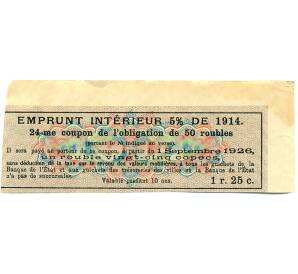 EMPRUNT INTÉRIEUR 5% DE 1914.
24-me coupon de l'obligation de 50 roubles
portant le № indiqué au verso.
Il sera payé au porteur de ce coupon, à partir du 1 Septembre 1926,
un rouble vingt-cinq copecs,
sans déduction de la taxe sur le revenu des valeurs mobilières, à tous les guichets de la
Banque de l'État et aux guichets des trésoreries des villes où la Banque de l'État
n'a pas de succursales.
Valable pendant 10 ans.
1 r. 25 c.